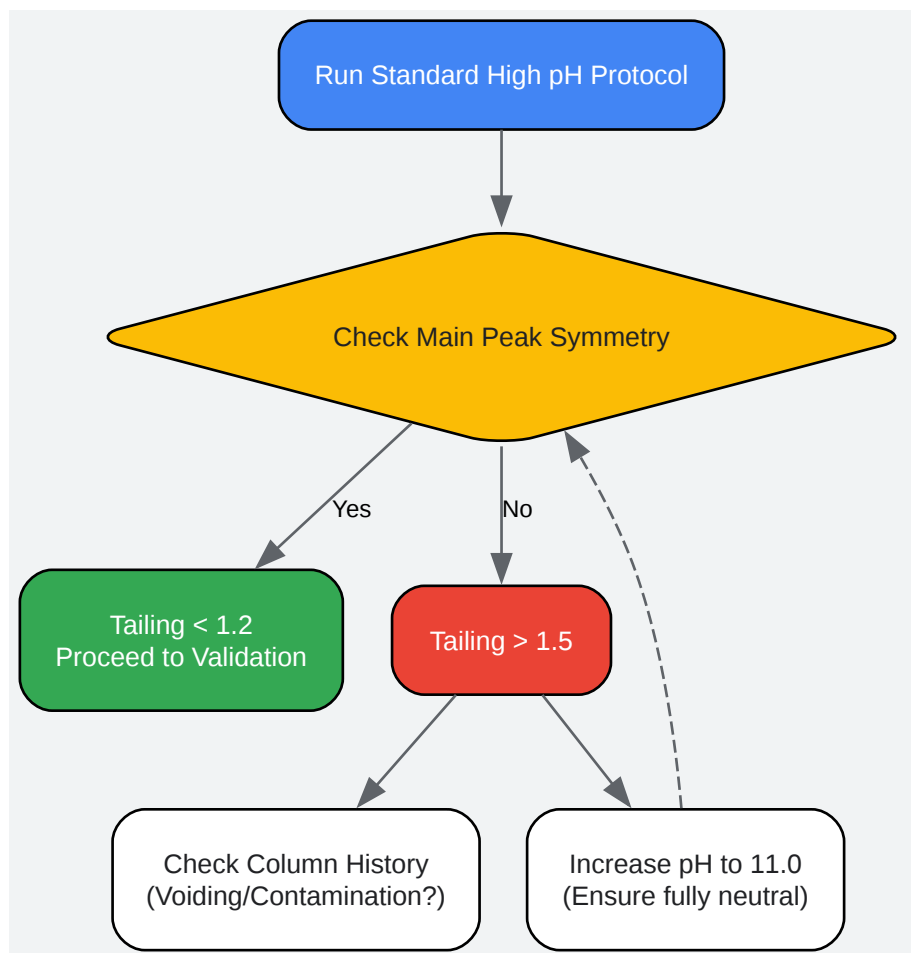 Run Standard High pH Protocol
Check Main Peak Symmetry
Yes
No
Tailing < 1.2
Proceed to Validation
Tailing > 1.5
Check Column History
(Voiding/Contamination?)
Increase pH to 11.0
(Ensure fully neutral)